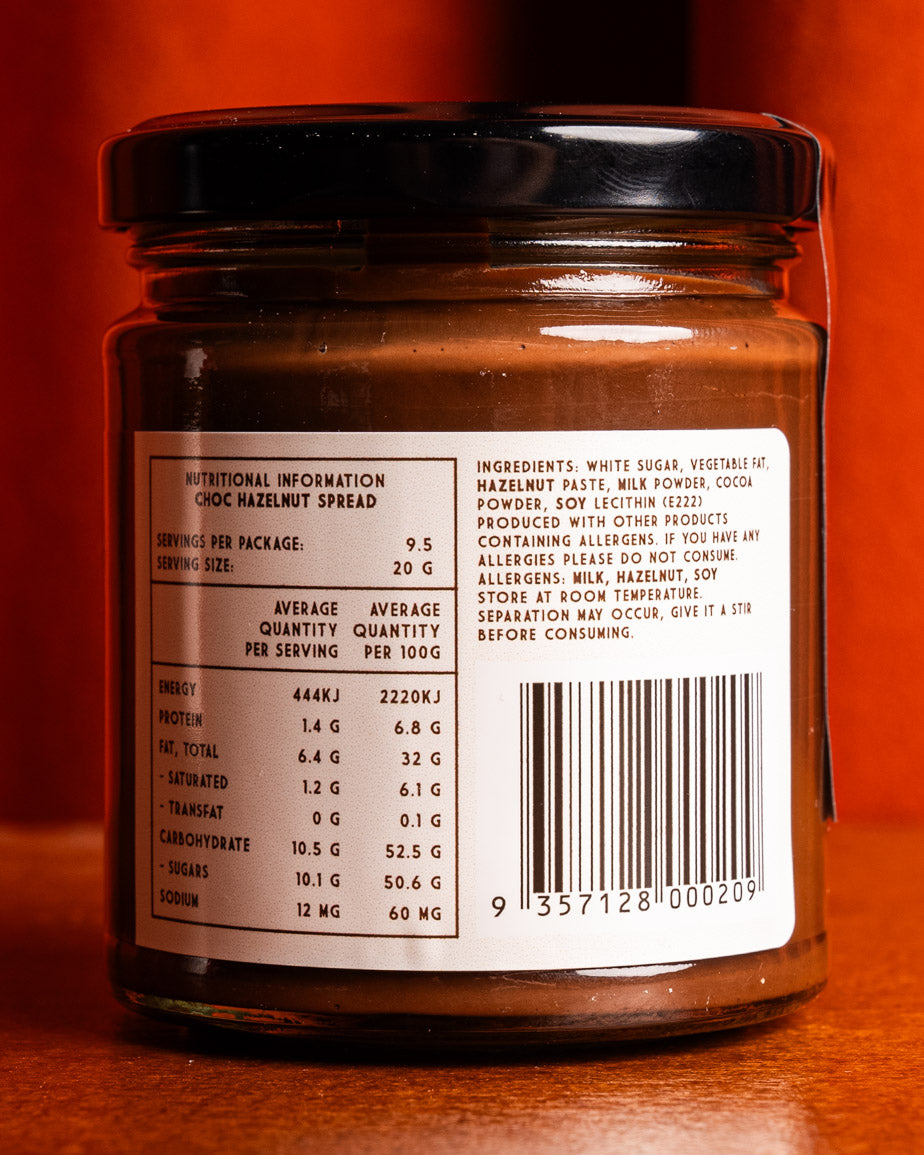 NUTRITIONAL INFORMATION
CHOC HAZELNUT SPREAD
SERVINGS PER PACKAGE: 9.5
SERVING SIZE: 20 G
AVERAGE QUANTITY PER SERVING
AVERAGE QUANTITY PER 100G
ENERGY 444KJ 2220KJ
PROTEIN 1.4 G 6.8 G
FAT, TOTAL 6.4 G 32 G
- SATURATED 1.2 G 6.1 G
- TRANSFAT 0 G 0.1 G
CARBOHYDRATE 10.5 G 52.5 G
- SUGARS 10.1 G 50.6 G
SODIUM 12 MG 60 MG
INGREDIENTS: WHITE SUGAR, VEGETABLE FAT,
HAZELNUT PASTE, MILK POWDER, COCOA
POWDER, SOY LECITHIN (E222)
PRODUCED WITH OTHER PRODUCTS
CONTAINING ALLERGENS. IF YOU HAVE ANY
ALLERGIES PLEASE DO NOT CONSUME.
ALLERGENS: MILK, HAZELNUT, SOY
STORE AT ROOM TEMPERATURE.
SEPARATION MAY OCCUR, GIVE IT A STIR
BEFORE CONSUMING.
9 357128 000209